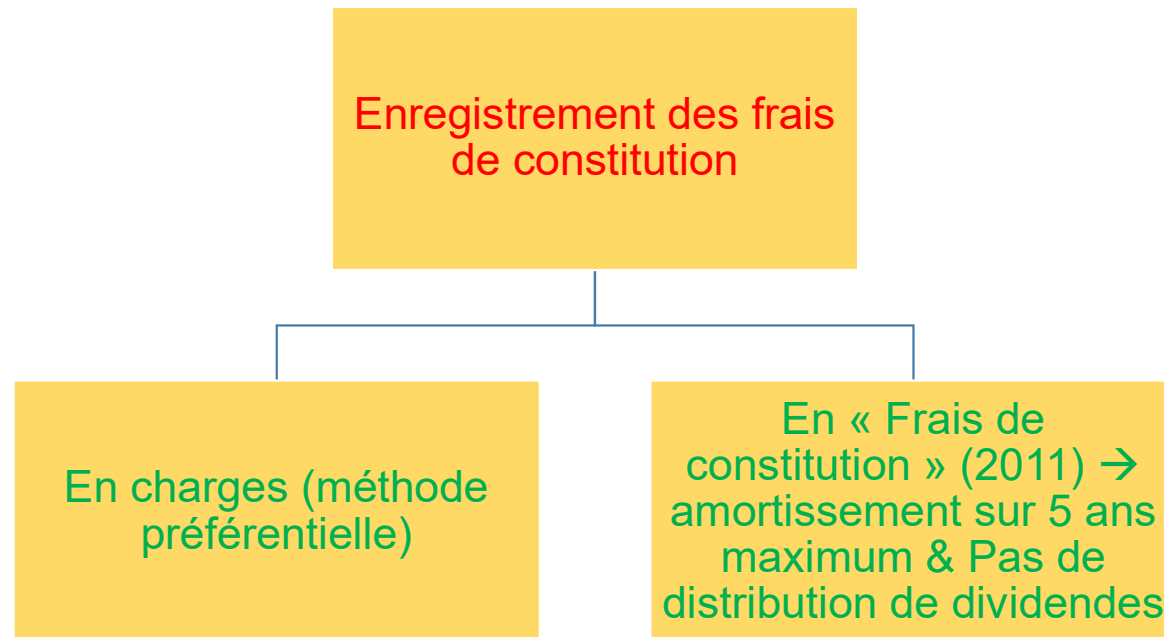 Enregistrement des frais
de constitution
En charges (méthode
préférentielle)
En « Frais de
constitution » (2011) →
amortissement sur 5 ans
maximum & Pas de
distribution de dividendes